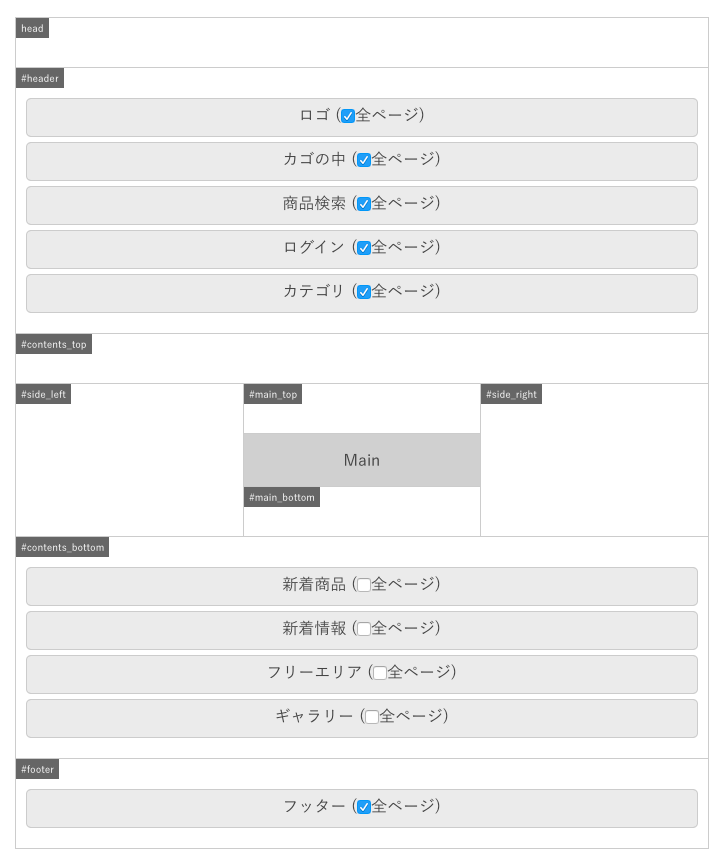 head
#header
ロゴ (全ページ)
カゴの中 (全ページ)
商品検索 (全ページ)
ログイン (全ページ)
カテゴリ (全ページ)
#contents_top
#side_left
#main_top
#side_right
Main
#main_bottom
#contents_bottom
新着商品 (全ページ)
新着情報 (全ページ)
フリーエリア (全ページ)
ギャラリー (全ページ)
#footer
フッター (全ページ)